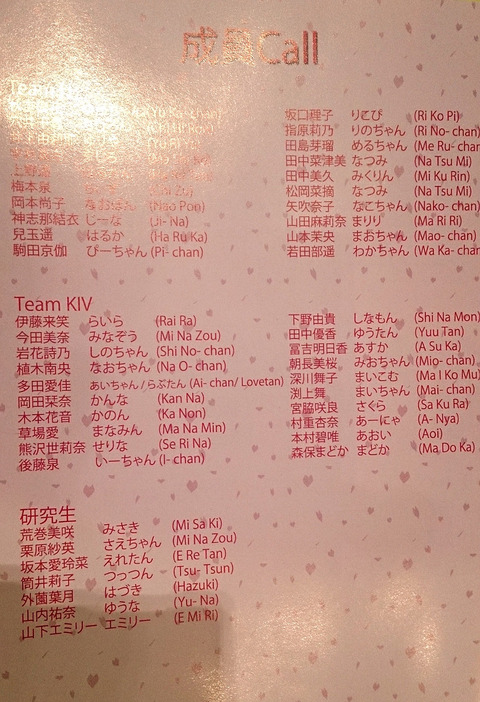 成員Call
Team
上野遥
梅本泉
岡本尚子 なおぽん (Nao Pon)
神志那結衣 じーな (Ji- Na)
兒玉遥 はるか (Ha Ru Ka)
駒田京伽 ぴーちゃん (Pi- chan)
坂口理子 りこぴ (Ri Ko Pi)
指原莉乃 りのちゃん (Ri No- chan)
田島芽瑠 めるちゃん (Me Ru- chan
田中菜津美 なつみ (Na Tsu Mi)
田中美久 みくりん (Mi Ku Rin)
松岡菜摘 なつみ (Na Tsu Mi)
矢吹奈子 なこちゃん (Nako- chan)
山田麻莉奈 まりり (Ma Ri Ri)
山本茉央 まおちゃん (Mao- chan)
若田部遥 わかちゃん (Wa Ka- chan
Team KIV
伊藤来笑 らいら (Rai Ra)
今田美奈 みなぞう (Mi Na Zou)
岩花詩乃 しのちゃん (Shi No- chan)
植木南央 なおちゃん (Na O- chan)
多田愛佳 あいちゃん/らぶたん (Ai- chan/ Lovetan)
岡田栞奈 かんな (Kan Na)
木本花音 かのん (Ka Non)
草場愛 まなみん (Ma Na Min)
熊沢世莉奈 せりな (Se Ri Na)
後藤泉 いーちゃん (I- chan)
下野由貴 しなもん (Shi Na Mon)
田中優香 ゆうたん (Yuu Tan)
冨吉明日香 あすか (A Su Ka)
朝長美桜 みおちゃん (Mio- chan)
深川舞子 まいこむ (Ma I Ko Mu)
渕上舞 まいちゃん (Mai- chan)
宮脇咲良 さくら (Sa Ku Ra)
村重杏奈 あーにゃ (A- Nya)
本村碧唯 あおい (Aoi)
森保まどか まどか (Ma Do Ka)
研究生
荒巻美咲 みさき (Mi Sa Ki)
栗原紗英 さえちゃん (Mi Na Zou)
坂本愛玲菜 えれたん (E Re Tan)
筒井莉子 つっつん (Tsu- Tsun)
外薗葉月 はづき (Hazuki)
山内祐奈 ゆうな (Yu- Na)
山下エミリー エミリー (E Mi Ri)